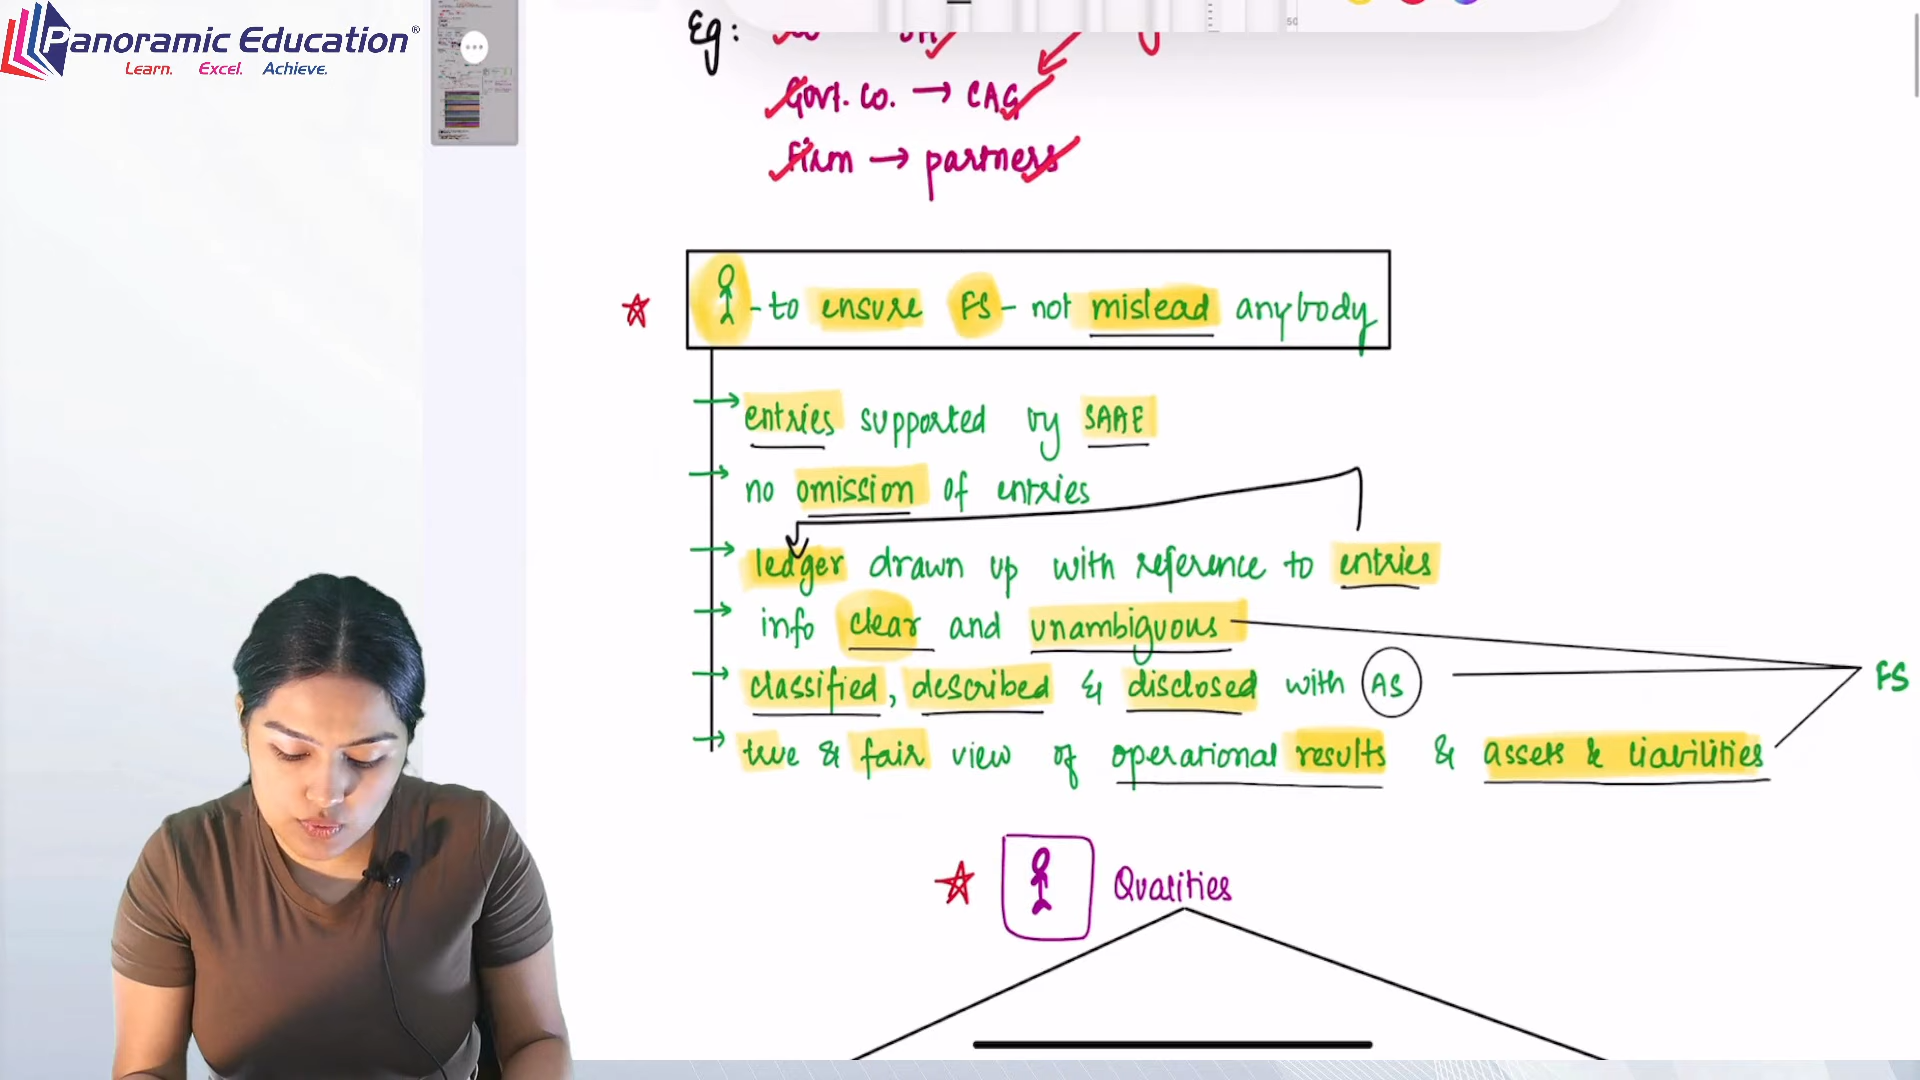 Panoramic Education®
Learn. Excel. Achieve.
50
Eg:
Govt. Co. → CAG
Firm → partners
- to ensure FS - not mislead anybody
→ entries supported by SAAE
→ no omission of entries
→ ledger drawn up with reference to entries
→ info clear and unambiguous
→ classified, described & disclosed with AS
FS
→ true & fair view of operational results & assets & liabilities
Qualities